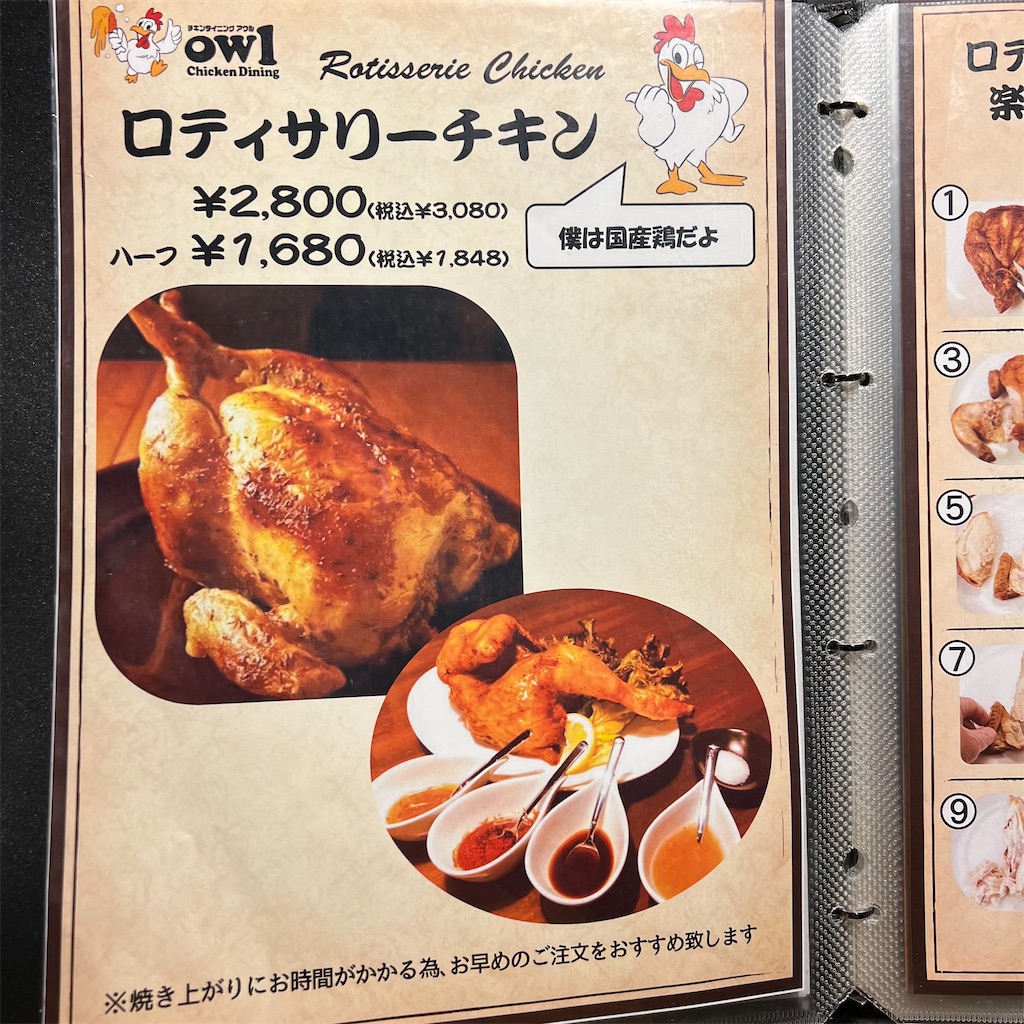 チキンダイニング アウル
owl
Chicken Dining
Rotisserie Chicken
ロティサリーチキン
¥2,800(税込¥3,080)
ハーフ ¥1,680(税込¥1,848)
僕は国産鶏だよ
※焼き上がりにお時間がかかる為、お早めのご注文をおすすめ致します
ロテ
楽
①
③
⑤
⑦
⑨